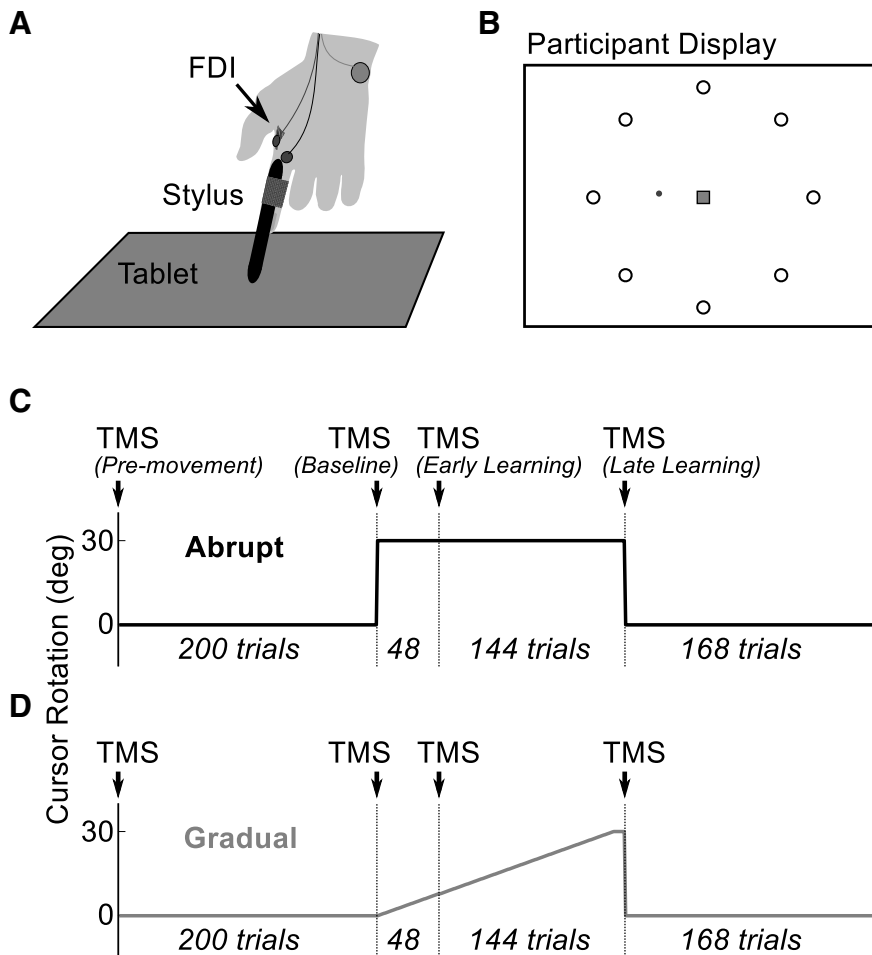 A
FDI
Stylus
Tablet
B
Participant Display
C
TMS TMS TMS TMS
(Pre-movement) (Baseline) (Early Learning) (Late Learning)
Cursor Rotation (deg)
30
Abrupt
0
200 trials 48 144 trials 168 trials
D
TMS TMS TMS TMS
30
Gradual
0
200 trials 48 144 trials 168 trials